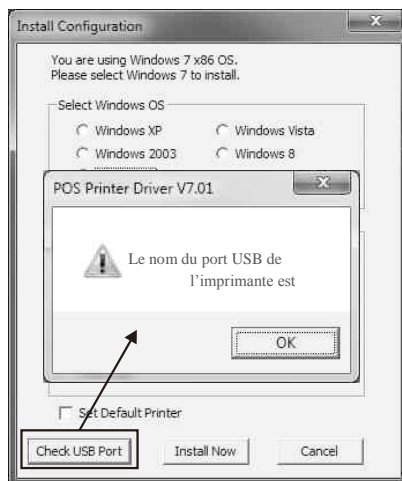 Install Configuration
You are using Windows 7 x86 OS.
Please select Windows 7 to install.
Select Windows OS
Windows XP Windows Vista
Windows 2003 Windows 8
POS Printer Driver V7.01
Le nom du port USB de
l’imprimante est
OK
Set Default Printer
Check USB Port Install Now Cancel